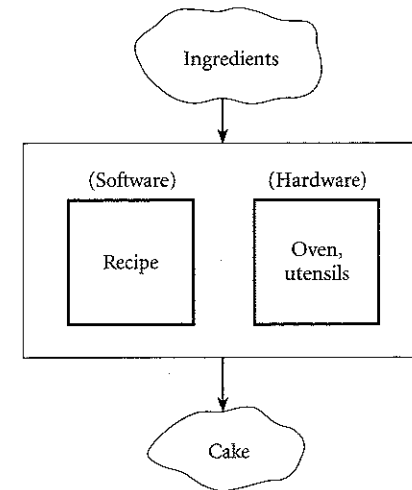 Ingredients
(Software)
(Hardware)
Recipe
Oven,
utensils
Cake